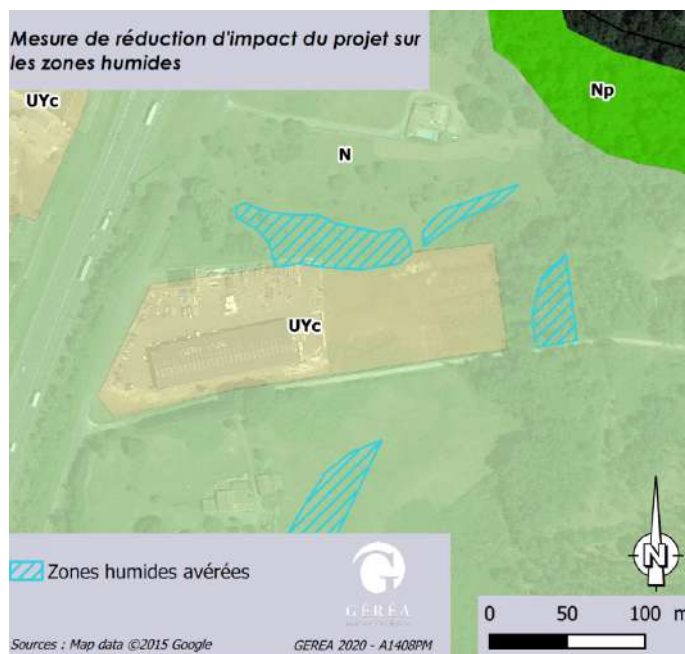 Mesure de réduction d'impact du projet sur
les zones humides
UYc
Np
N
UYc
Zones humides avérées
GEREA
N
0 50 100 m
Sources : Map data ©2015 Google
GEREA 2020 - A1408PM